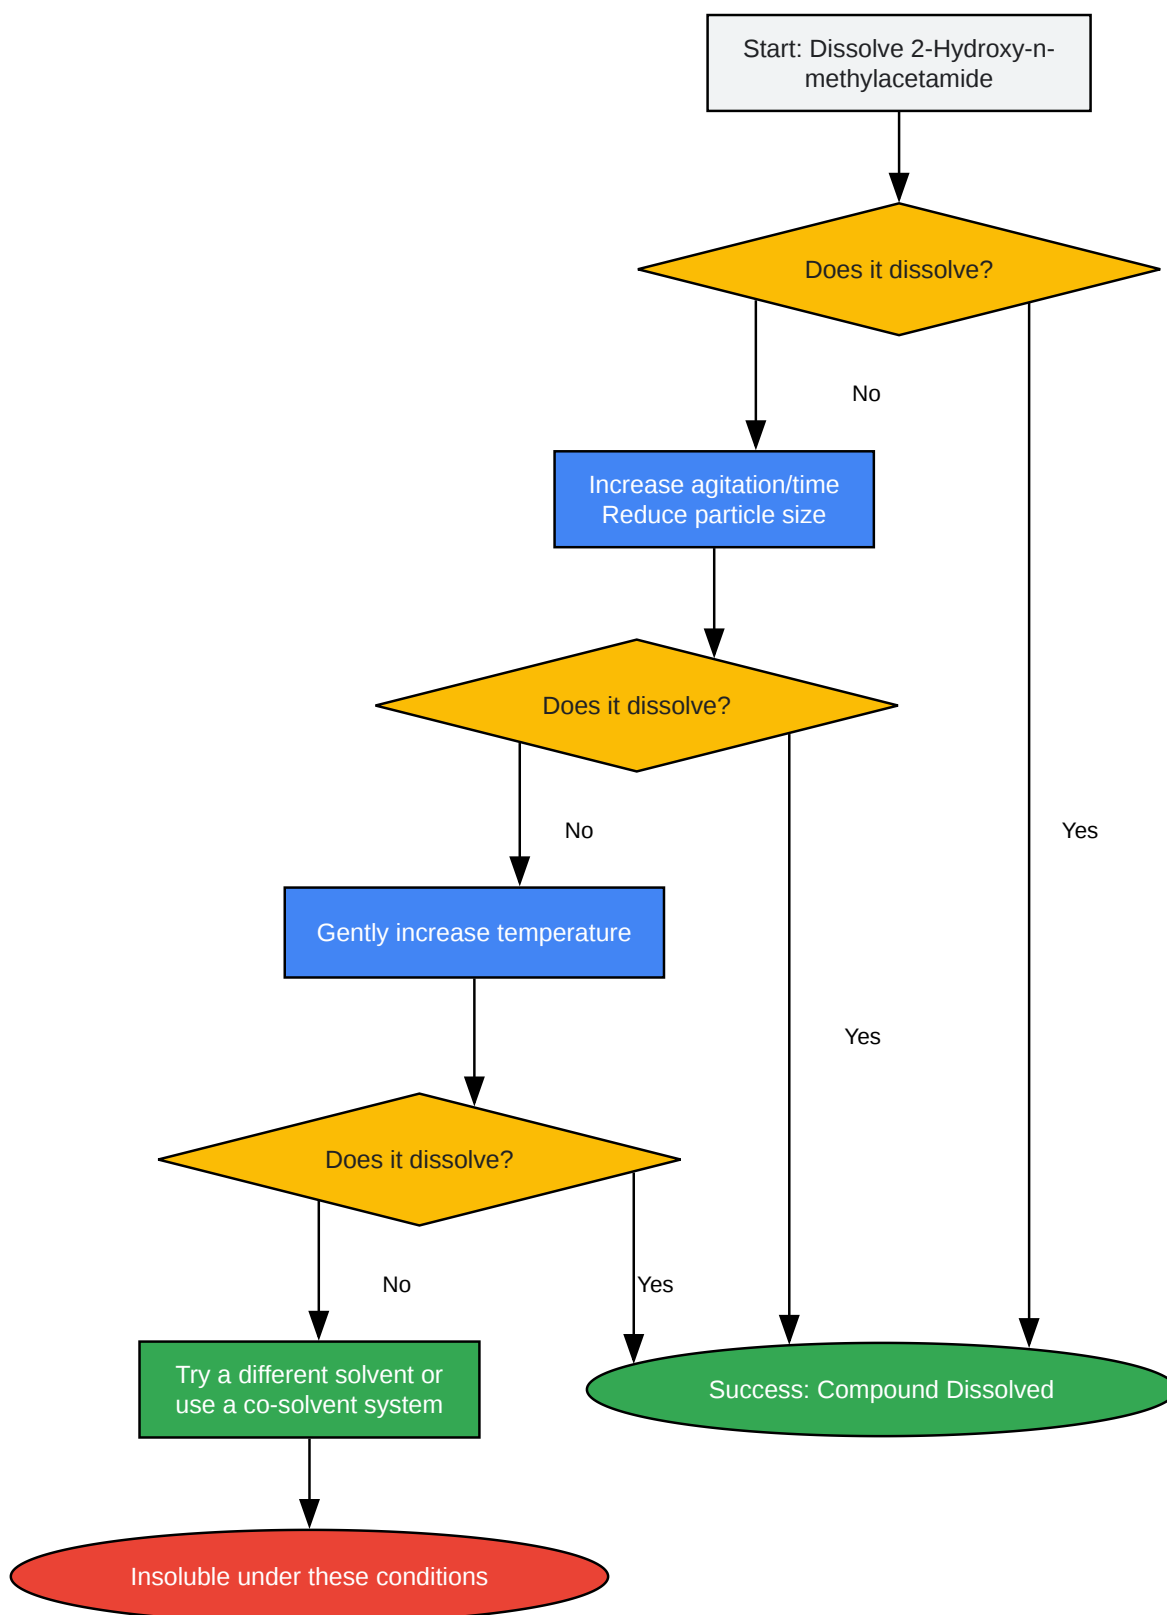 Start: Dissolve 2-Hydroxy-n-
methylacetamide
Does it dissolve?
No
Increase agitation/time
Reduce particle size
Does it dissolve?
No
Yes
Gently increase temperature
Yes
Does it dissolve?
No
Yes
Try a different solvent or
use a co-solvent system
Success: Compound Dissolved
Insoluble under these conditions